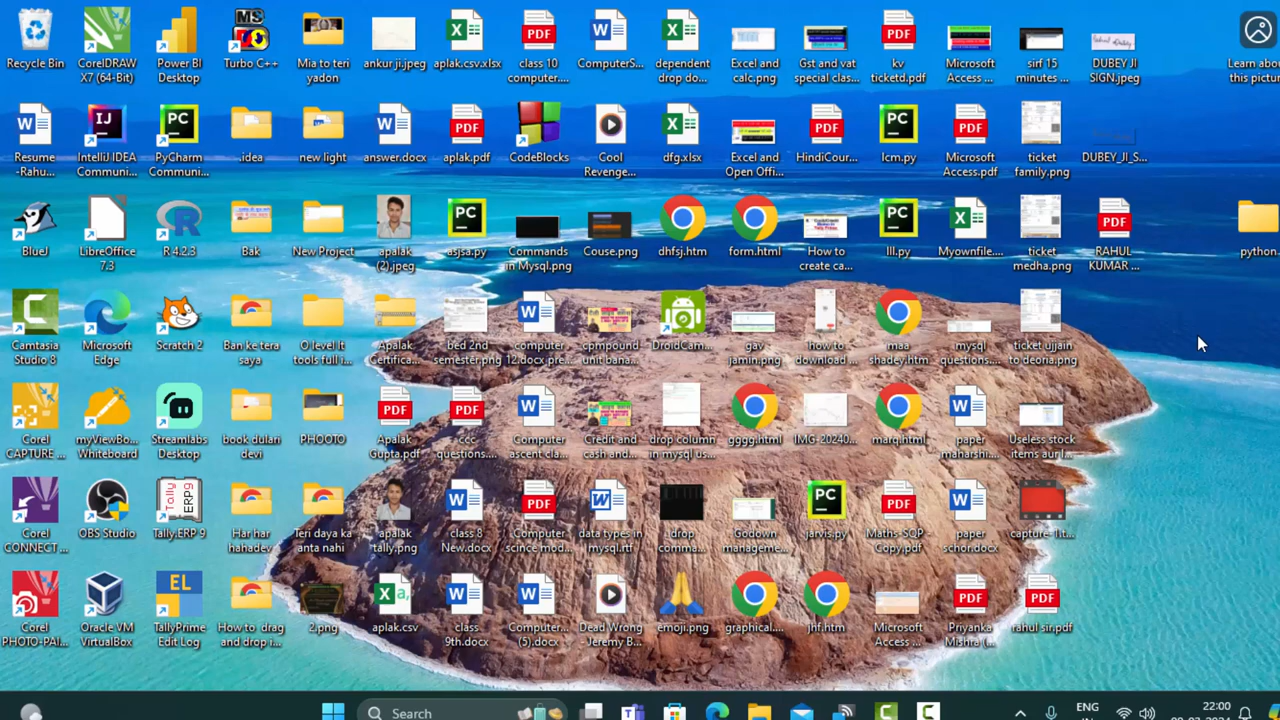 Recycle Bin
CorelDRAW
X7 (64-Bit)
Power BI
Desktop
Turbo C++
Mia to teri
yadon
ankur ji.jpeg
aplak.csv.xlsx
class 10
computer....
ComputerS...
dependent
drop do...
Excel and
calc.png
Gst and vat
special clas...
kv
ticketd.pdf
Microsoft
Access ...
sirf 15
minutes ...
DUBEY JI
SIGN.jpeg
Learn abou
this pictur
Resume
-Rahu...
IntelliJ IDEA
Communi...
PyCharm
Communi...
.idea
new light
answer.docx
aplak.pdf
CodeBlocks
Cool
Revenge...
dfg.xlsx
Excel and
Open Offi...
HindiCour...
lcm.py
Microsoft
Access.pdf
ticket
family.png
DUBEY_JI_S...
BlueJ
LibreOffice
7.3
R 4.2.3
Bak
New Project
apalak
(2).jpeg
asjsa.py
Commands
in Mysql.png
Couse.png
dhfsj.htm
form.html
How to
create ca...
lll.py
Myownfile....
ticket
medha.png
RAHUL
KUMAR ...
python
Camtasia
Studio 8
Microsoft
Edge
Scratch 2
Ban ke tera
saya
O level it
tools full i...
Apalak
Certifica...
bed 2nd
semester.png
computer
12.docx pre...
cpmpound
unit bana...
DroidCam...
gav
jamin.png
how to
download ...
maa
shadey.htm
mysql
questions....
ticket ujjain
to deoria.png
Corel
CAPTURE ...
myViewBo...
Whiteboard
Streamlabs
Desktop
book dulari
devi
PHOOTO
Apalak
Gupta.pdf
ccc
questions....
Computer
ascent cla...
Credit and
cash and...
drop column
in mysql us...
gggg.html
IMG-20240...
marq.html
paper
maharshi...
Useless stock
items aur l...
Corel
CONNECT ...
OBS Studio
Tally.ERP 9
Har har
hahadev
Teri daya ka
anta nahi
apalak
tally.png
class 8
New.docx
Computer
scince mod...
data types in
mysql.rtf
drop
comma...
Godown
manageme...
jarvis.py
Maths-SQP -
Copy.pdf
paper
schor.docx
capture-1.t...
Corel
PHOTO-PAI...
Oracle VM
VirtualBox
TallyPrime
Edit Log
How to drag
and drop i...
2.png
aplak.csv
class
9th.docx
Computer...
(5).docx
Dead Wrong
- Jeremy B...
emoji.png
graphical....
jhf.htm
Microsoft
Access ...
Priyanka
Mishra (...
rahul sir.pdf
Search
ENG
22:00